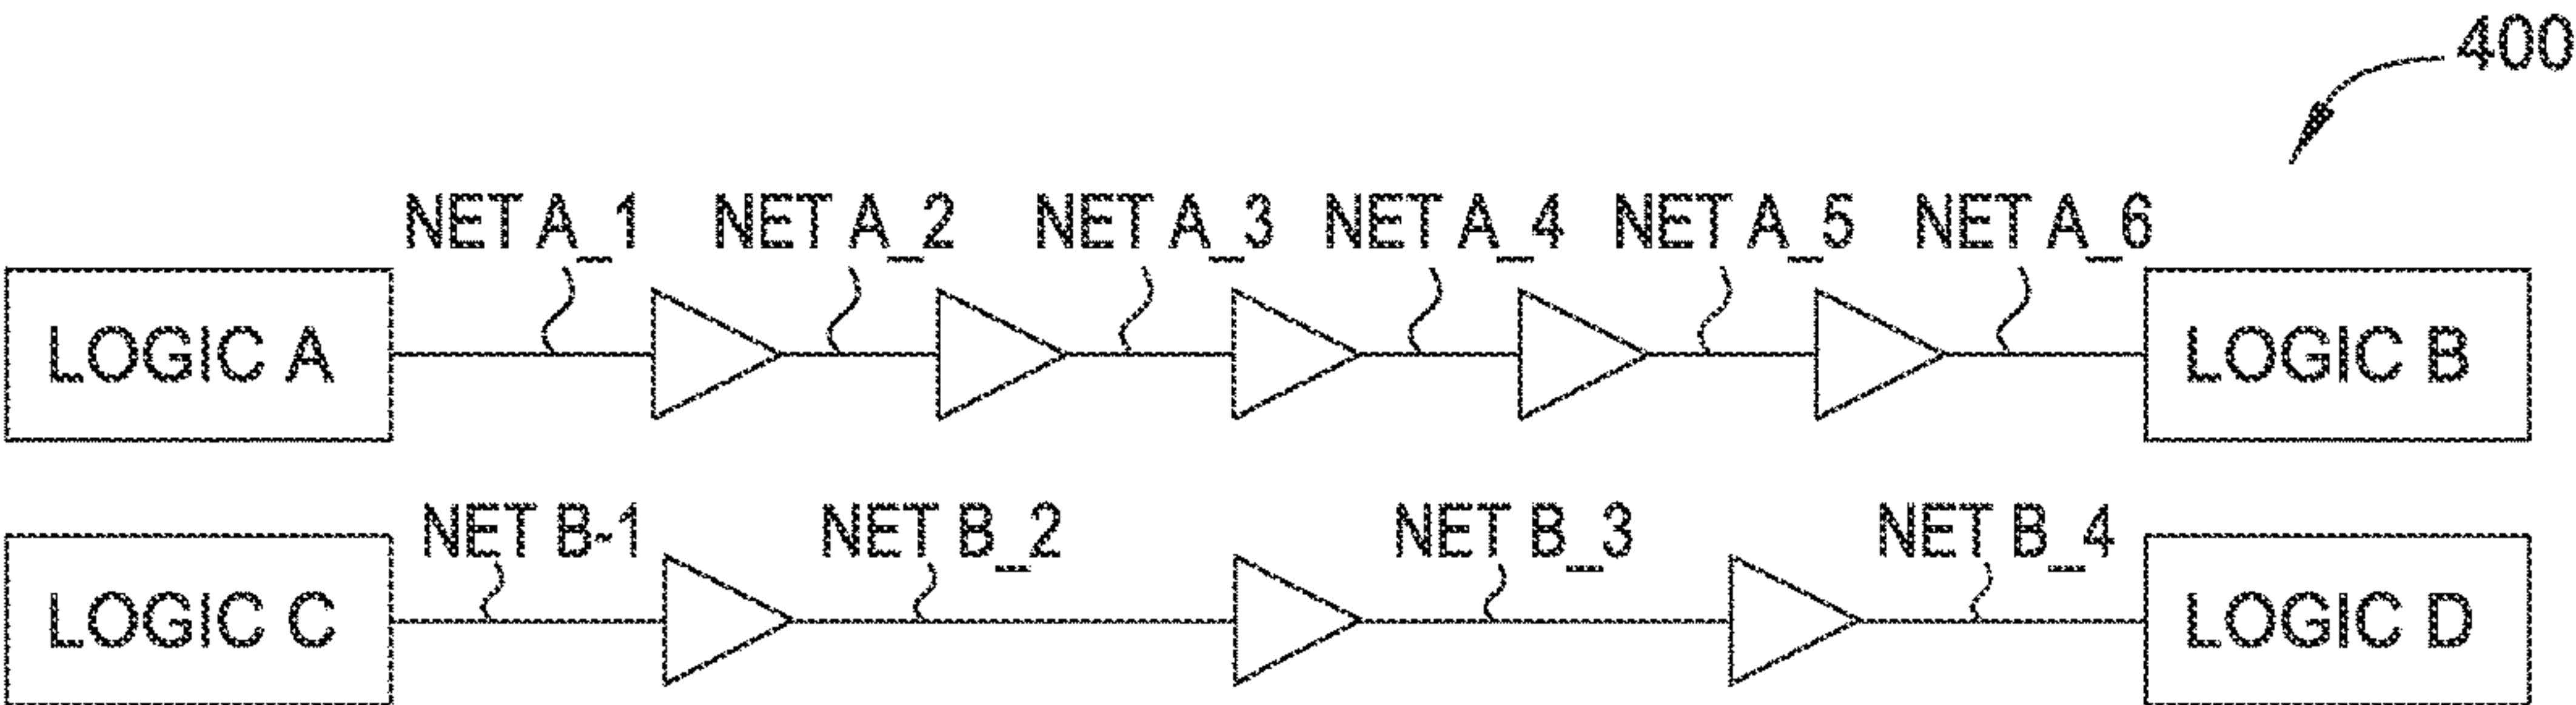 400
NET A_1 NET A_2 NET A_3 NET A_4 NET A_5 NET A_6
LOGIC A LOGIC B
NET B-1 NET B_2 NET B_3 NET B_4
LOGIC C LOGIC D